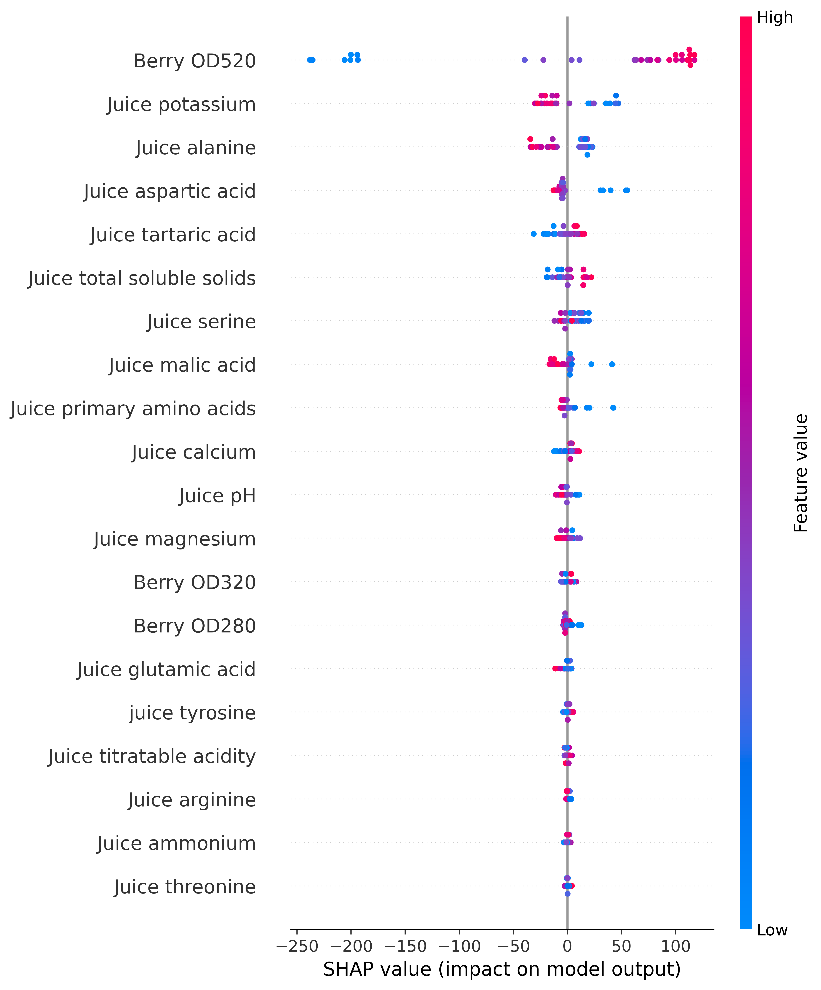 High
Berry OD520
Juice potassium
Juice alanine
Juice aspartic acid
Juice tartaric acid
Juice total soluble solids
Juice serine
Juice malic acid
Juice primary amino acids
Juice calcium
Juice pH
Juice magnesium
Berry OD320
Berry OD280
Juice glutamic acid
juice tyrosine
Juice titratable acidity
Juice arginine
Juice ammonium
Juice threonine
Feature value
Low
−250 −200 −150 −100 −50 0 50 100
SHAP value (impact on model output)